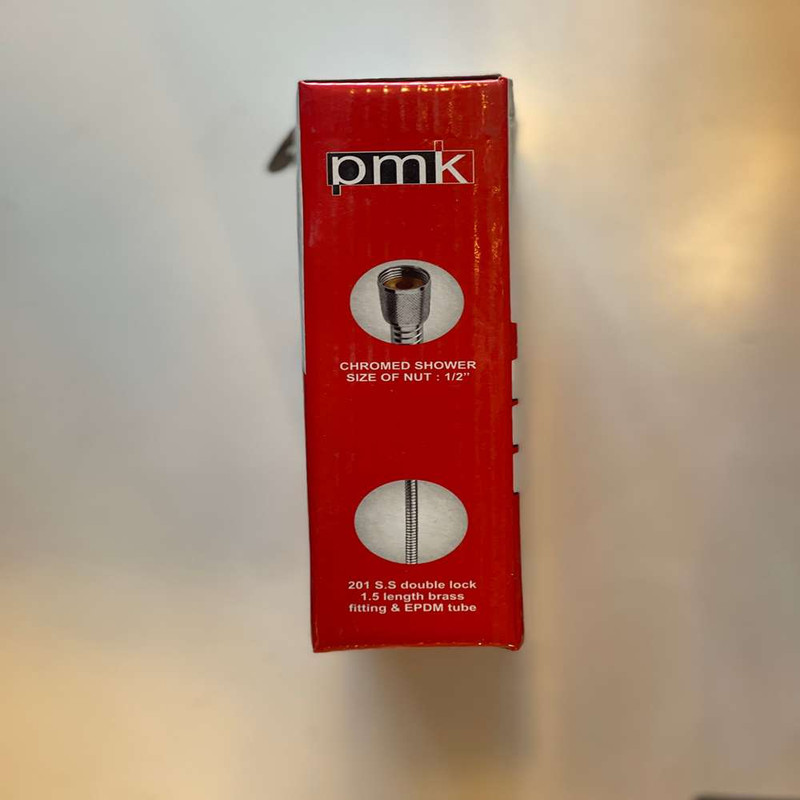 pmk
CHROMED SHOWER
SIZE OF NUT : 1/2"
201 S.S double lock
1.5 length brass
fitting & EPDM tube